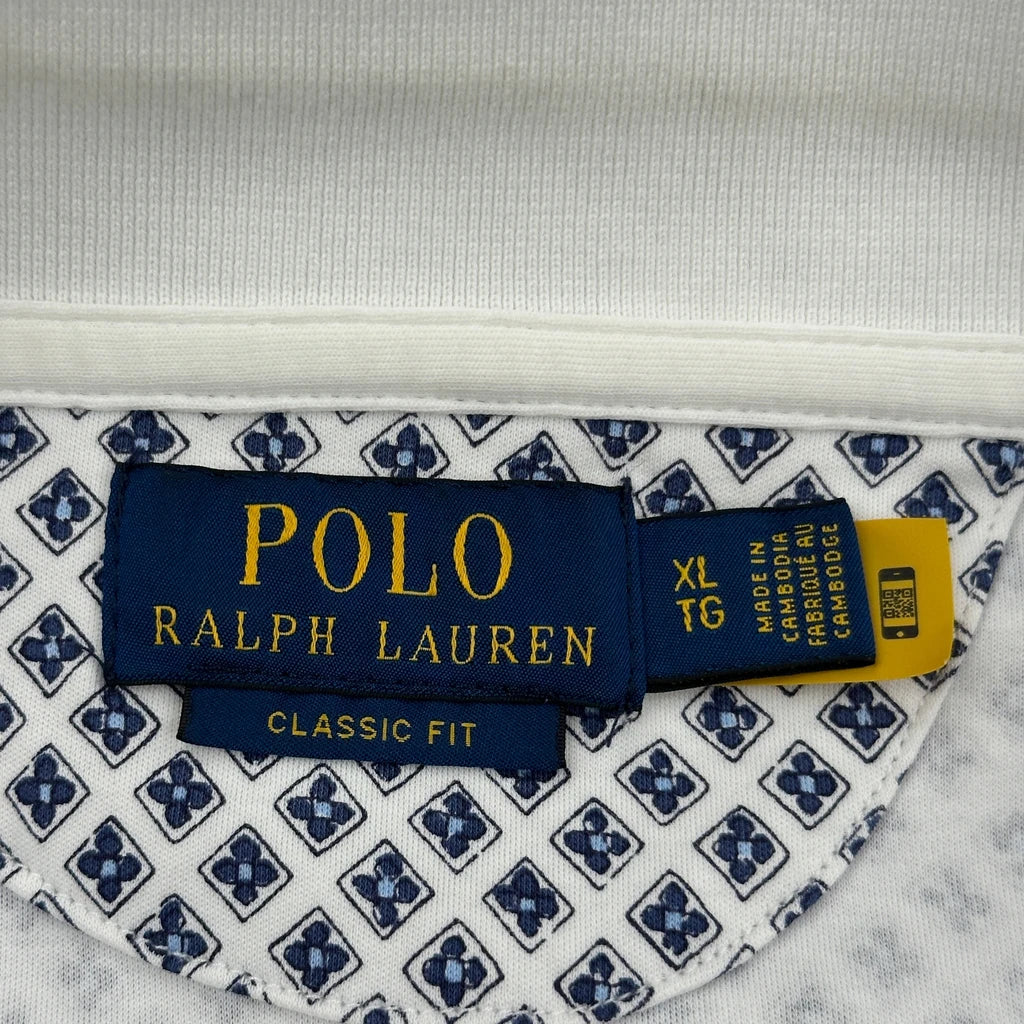 POLO
RALPH LAUREN
CLASSIC FIT
XL
TG
MADE IN
CAMBODIA
FABRIQUÉ AU
CAMBODGE